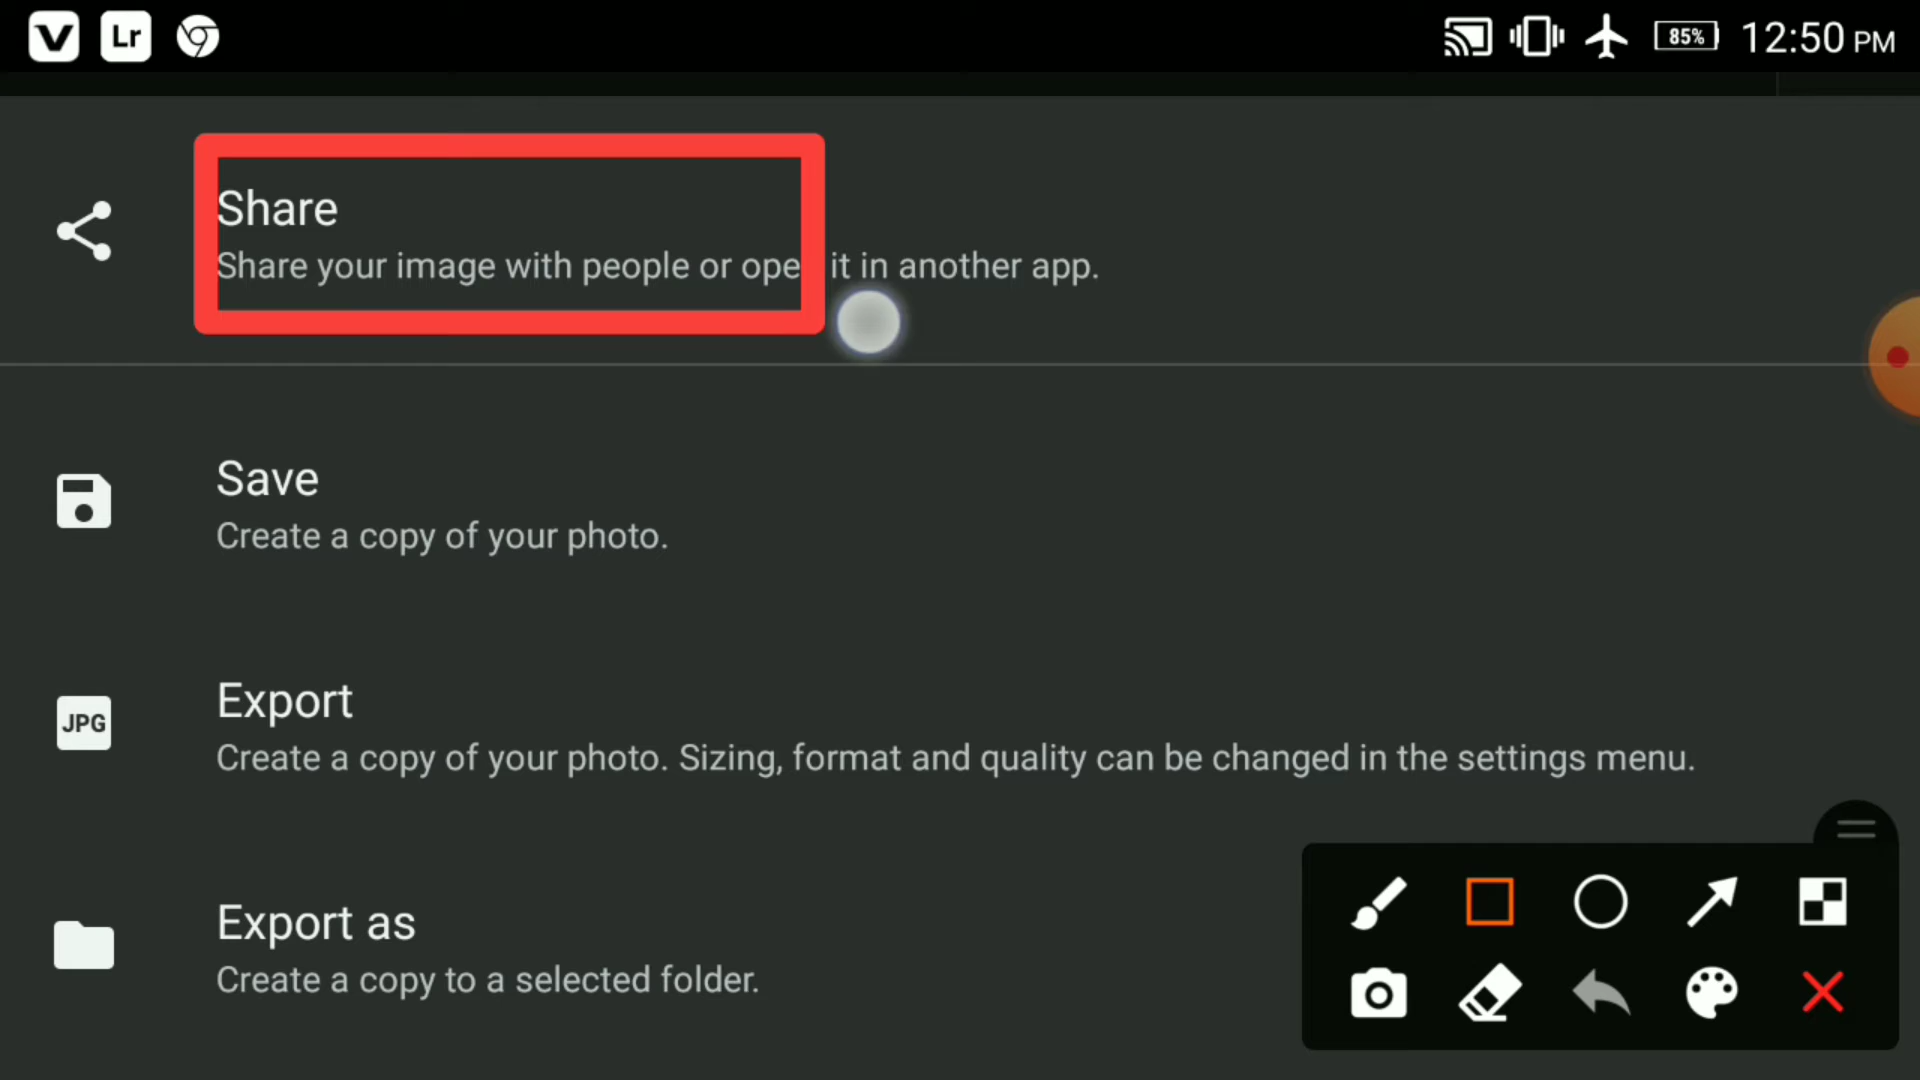 V Lr 85% 12:50 PM
Share
Share your image with people or ope it in another app.
Save
Create a copy of your photo.
JPG
Export
Create a copy of your photo. Sizing, format and quality can be changed in the settings menu.
Export as
Create a copy to a selected folder.